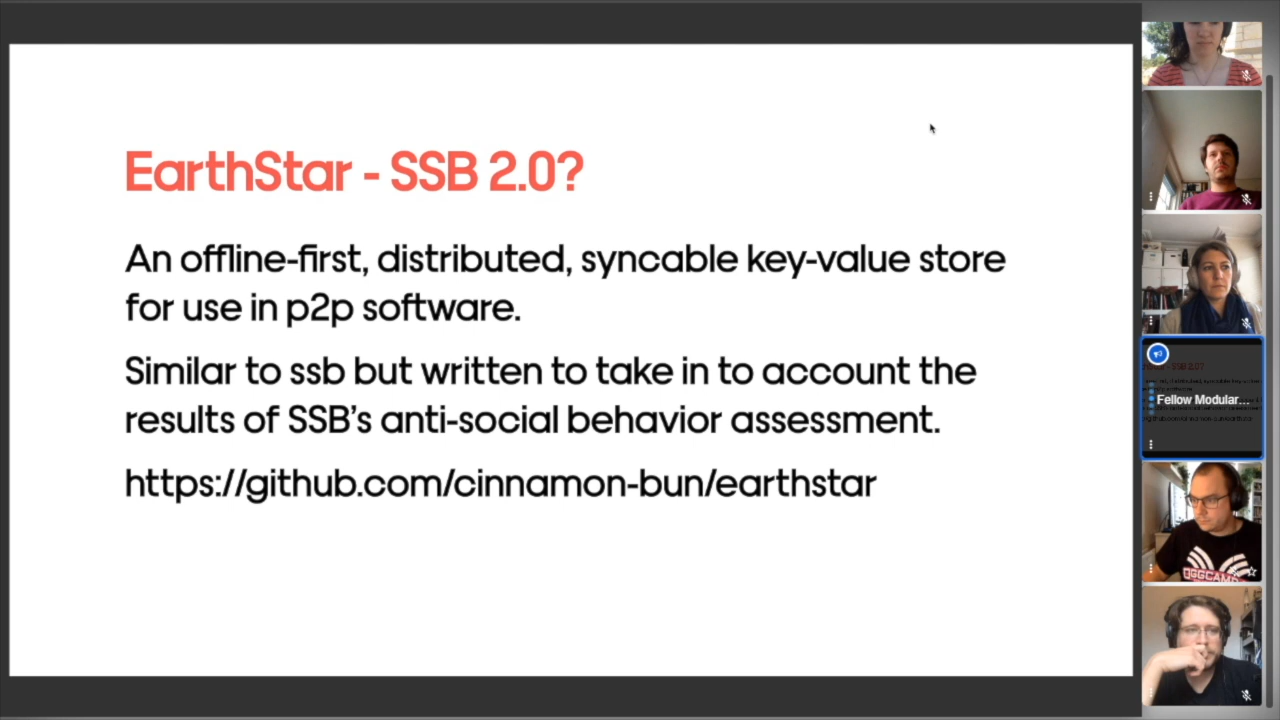 EarthStar - SSB 2.0?
An offline-first, distributed, syncable key-value store
for use in p2p software.
Similar to ssb but written to take in to account the
results of SSB's anti-social behavior assessment.
https://github.com/cinnamon-bun/earthstar
Fellow Modular...
OGGCAMP